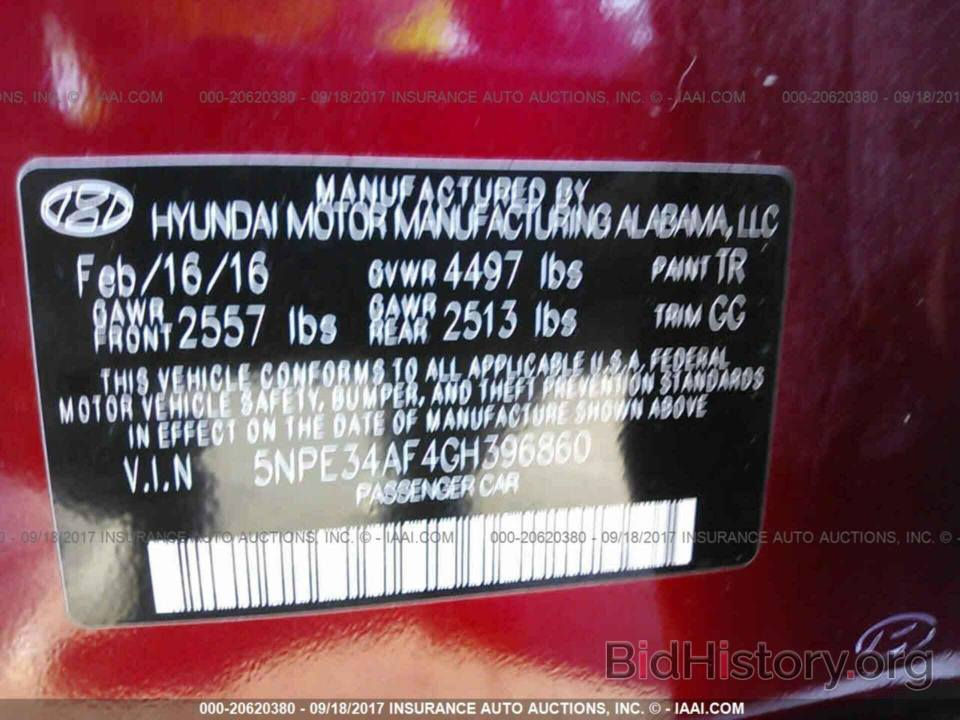 NS, INC. © - IAAI.COM 000-20620380 - 09/18/2017 INSURANCE AUTO AUCTIONS, INC. © - IAAI.COM 000-20620380 - 09/18/201
MANUFACTURED BY
HYUNDAI MOTOR MANUFACTURING ALABAMA, LLC
Feb/16/16 GVWR 4497 lbs PAINT TR
GAWR FRONT 2557 lbs GAWR REAR 2513 lbs TRIM GG
THIS VEHICLE CONFORMS TO ALL APPLICABLE U.S.A. FEDERAL
MOTOR VEHICLE SAFETY, BUMPER, AND THEFT PREVENTION STANDARDS
IN EFFECT ON THE DATE OF MANUFACTURE SHOWN ABOVE
V.I.N 5NPE34AF4GH396860
PASSENGER CAR
0380 - 09/18/2017 INSURANCE AUTO AUCTIONS, INC. © - IAAI.COM 000-20620380 - 09/18/2017 INSURANCE AUTO AUCTIONS, INC. ©
BidHistory.org
000-20620380 - 09/18/2017 INSURANCE AUTO AUCTIONS, INC. © - IAAI.COM